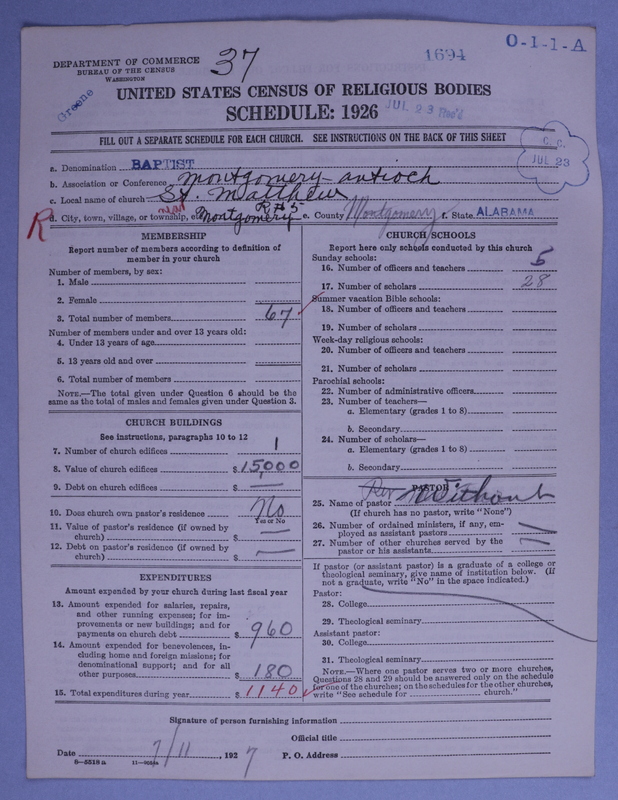 DEPARTMENT OF COMMERCE
BUREAU OF THE CENSUS
WASHINGTON
37
1694
O-1-1-A
Greene
UNITED STATES CENSUS OF RELIGIOUS BODIES
SCHEDULE: 1926
JUL 23 Rec'd
FILL OUT A SEPARATE SCHEDULE FOR EACH CHURCH. SEE INSTRUCTIONS ON THE BACK OF THIS SHEET
C. C.
JUL 23
a. Denomination BAPTIST
b. Association or Conference Montgomery-antioch
c. Local name of church St. Matthew
R
d. City, town, village, or township, Montgomery R#5 e. County Montgomery f. State ALABAMA
MEMBERSHIP
Report number of members according to definition of
member in your church
Number of members, by sex:
1. Male
2. Female
3. Total number of members 67
Number of members under and over 13 years old:
4. Under 13 years of age
5. 13 years old and over
6. Total number of members
NOTE.—The total given under Question 6 should be the
same as the total of males and females given under Question 3.
CHURCH BUILDINGS
See instructions, paragraphs 10 to 12
7. Number of church edifices 1
8. Value of church edifices $15,000
9. Debt on church edifices $ —
10. Does church own pastor's residence No
Yes or No
11. Value of pastor's residence (if owned by
church) $ —
12. Debt on pastor's residence (if owned by
church) $ —
EXPENDITURES
Amount expended by your church during last fiscal year
13. Amount expended for salaries, repairs,
and other running expenses; for im-
provements or new buildings; and for
payments on church debt $ 960
14. Amount expended for benevolences, in-
cluding home and foreign missions; for
denominational support; and for all
other purposes $ 180
15. Total expenditures during year $ 1140
CHURCH SCHOOLS
Report here only schools conducted by this church
Sunday schools:
16. Number of officers and teachers 5
17. Number of scholars 28
Summer vacation Bible schools:
18. Number of officers and teachers
19. Number of scholars
Week-day religious schools:
20. Number of officers and teachers
21. Number of scholars
Parochial schools:
22. Number of administrative officers
23. Number of teachers—
a. Elementary (grades 1 to 8)
b. Secondary
24. Number of scholars—
a. Elementary (grades 1 to 8)
b. Secondary
PASTOR
25. Name of pastor Rev Without
(If church has no pastor, write "None")
26. Number of ordained ministers, if any, em-
ployed as assistant pastors
27. Number of other churches served by the
pastor or his assistants
If pastor (or assistant pastor) is a graduate of a college or
theological seminary, give name of institution below. (If
not a graduate, write "No" in the space indicated.)
Pastor:
28. College
29. Theological seminary
Assistant pastor:
30. College
31. Theological seminary
NOTE.—Where one pastor serves two or more churches,
Questions 28 and 29 should be answered only on the schedule
for one of the churches; on the schedules for the other churches,
write "See schedule for church."
Signature of person furnishing information
Official title
Date 7/11, 1927 P. O. Address
8-5518 a